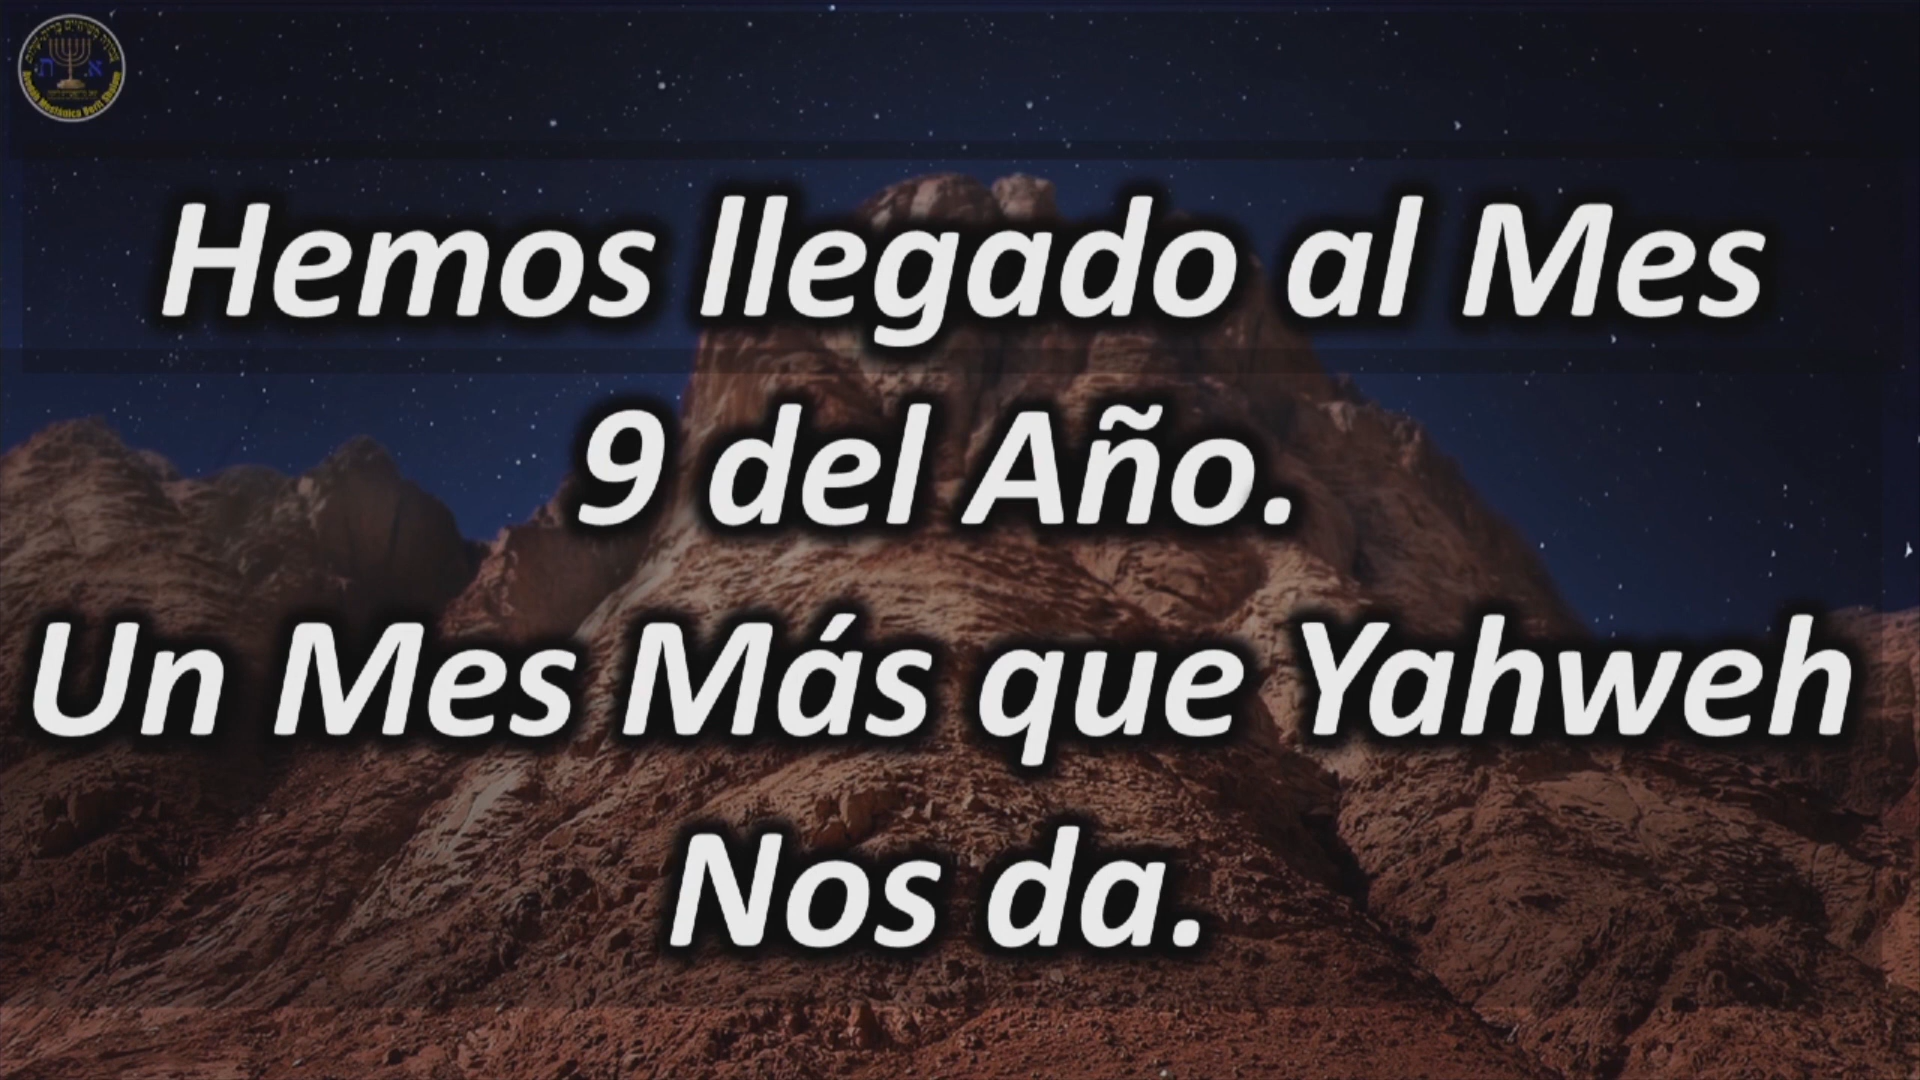 Hemos llegado al Mes
9 del Año.
Un Mes Más que Yahweh
Nos da.